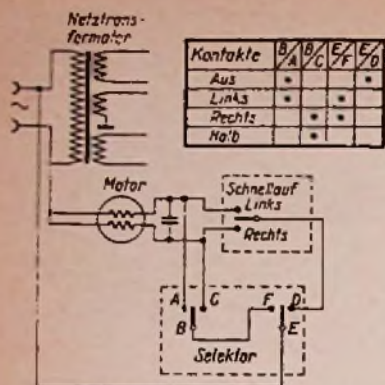 Netztrans-
formator
Kontakte B/A B/C E/F E/D
Aus
Links
Rechts
Halb
Motor
Schnellauf
Links
Rechts
A C F D
B E
Selektor